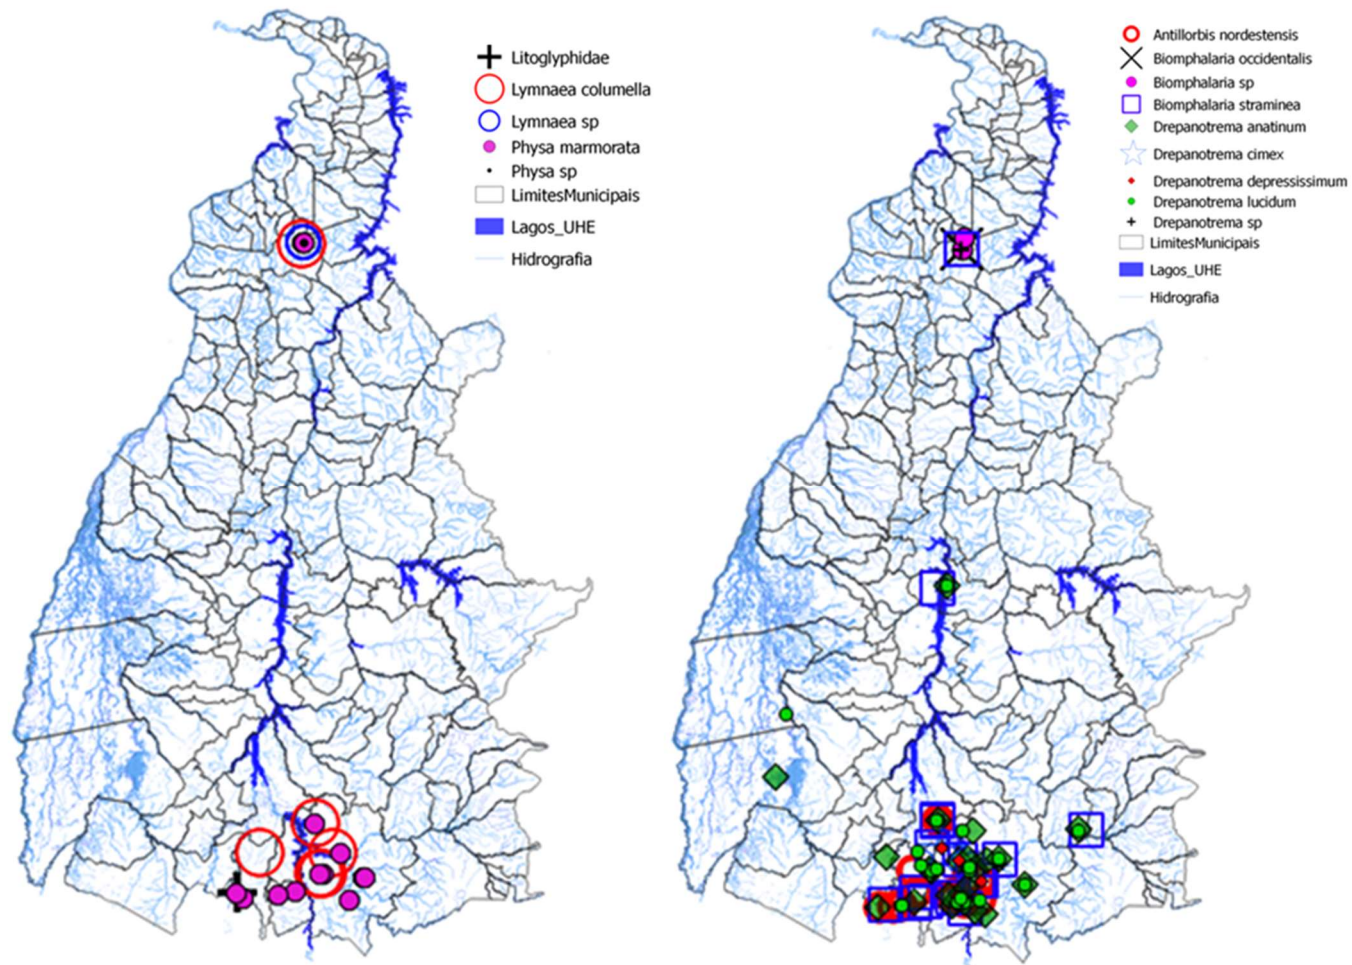 Litoglyphidae
Lymnaea columella
Lymnaea sp
Physa marmorata
Physa sp
LimitesMunicipais
Lagos_UHE
Hidrografia
Antillorbis nordestensis
Biomphalaria occidentalis
Biomphalaria sp
Biomphalaria straminea
Drepanotrema anatinum
Drepanotrema cimex
Drepanotrema depressissimum
Drepanotrema lucidum
Drepanotrema sp
LimitesMunicipais
Lagos_UHE
Hidrografia